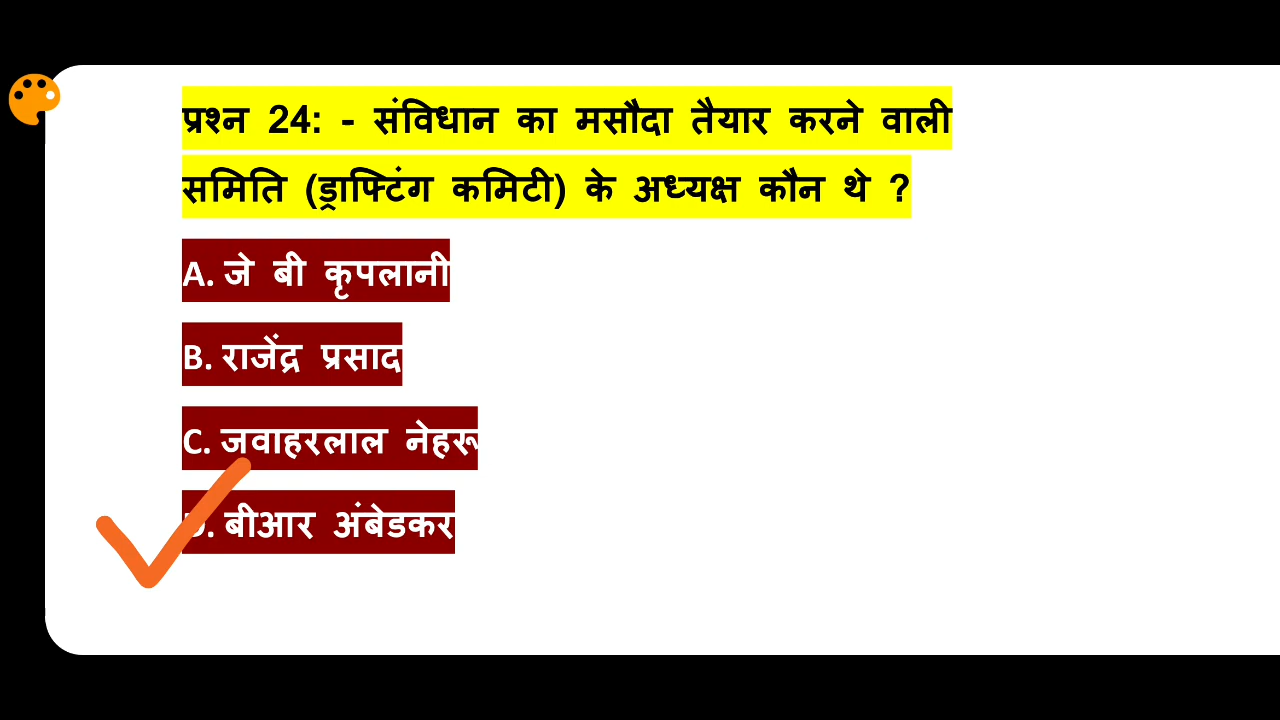 प्रश्न 24: - संविधान का मसौदा तैयार करने वाली
समिति (ड्राफ्टिंग कमिटी) के अध्यक्ष कौन थे ?
A. जे बी कृपलानी
B. राजेंद्र प्रसाद
C. जवाहरलाल नेहरू
D. बीआर अंबेडकर